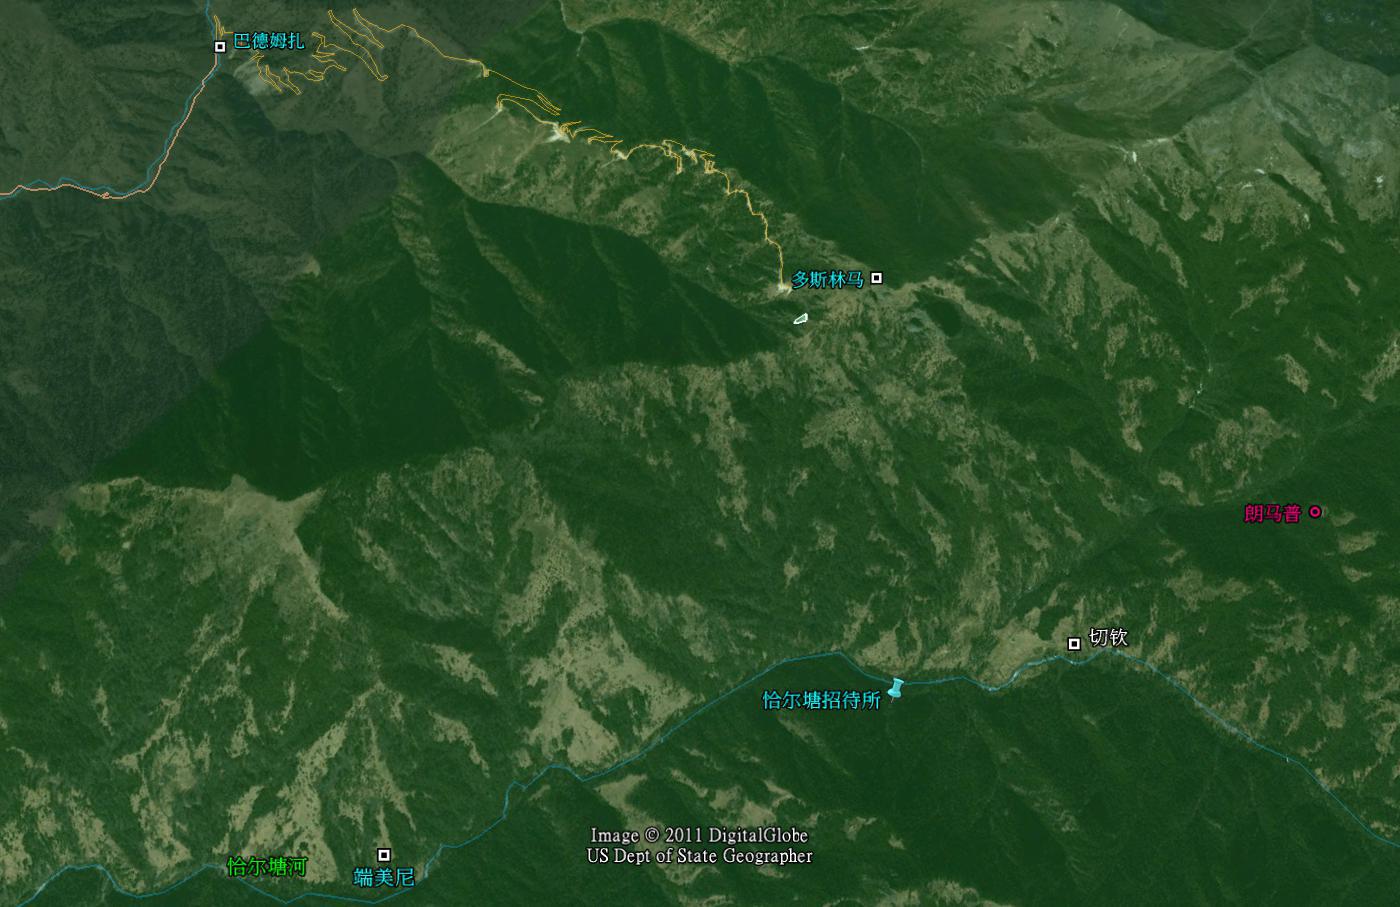 巴德姆扎
多斯林马
朗马普
切钦
恰尔塘招待所
Image © 2011 DigitalGlobe
US Dept of State Geographer
恰尔塘河
端美尼